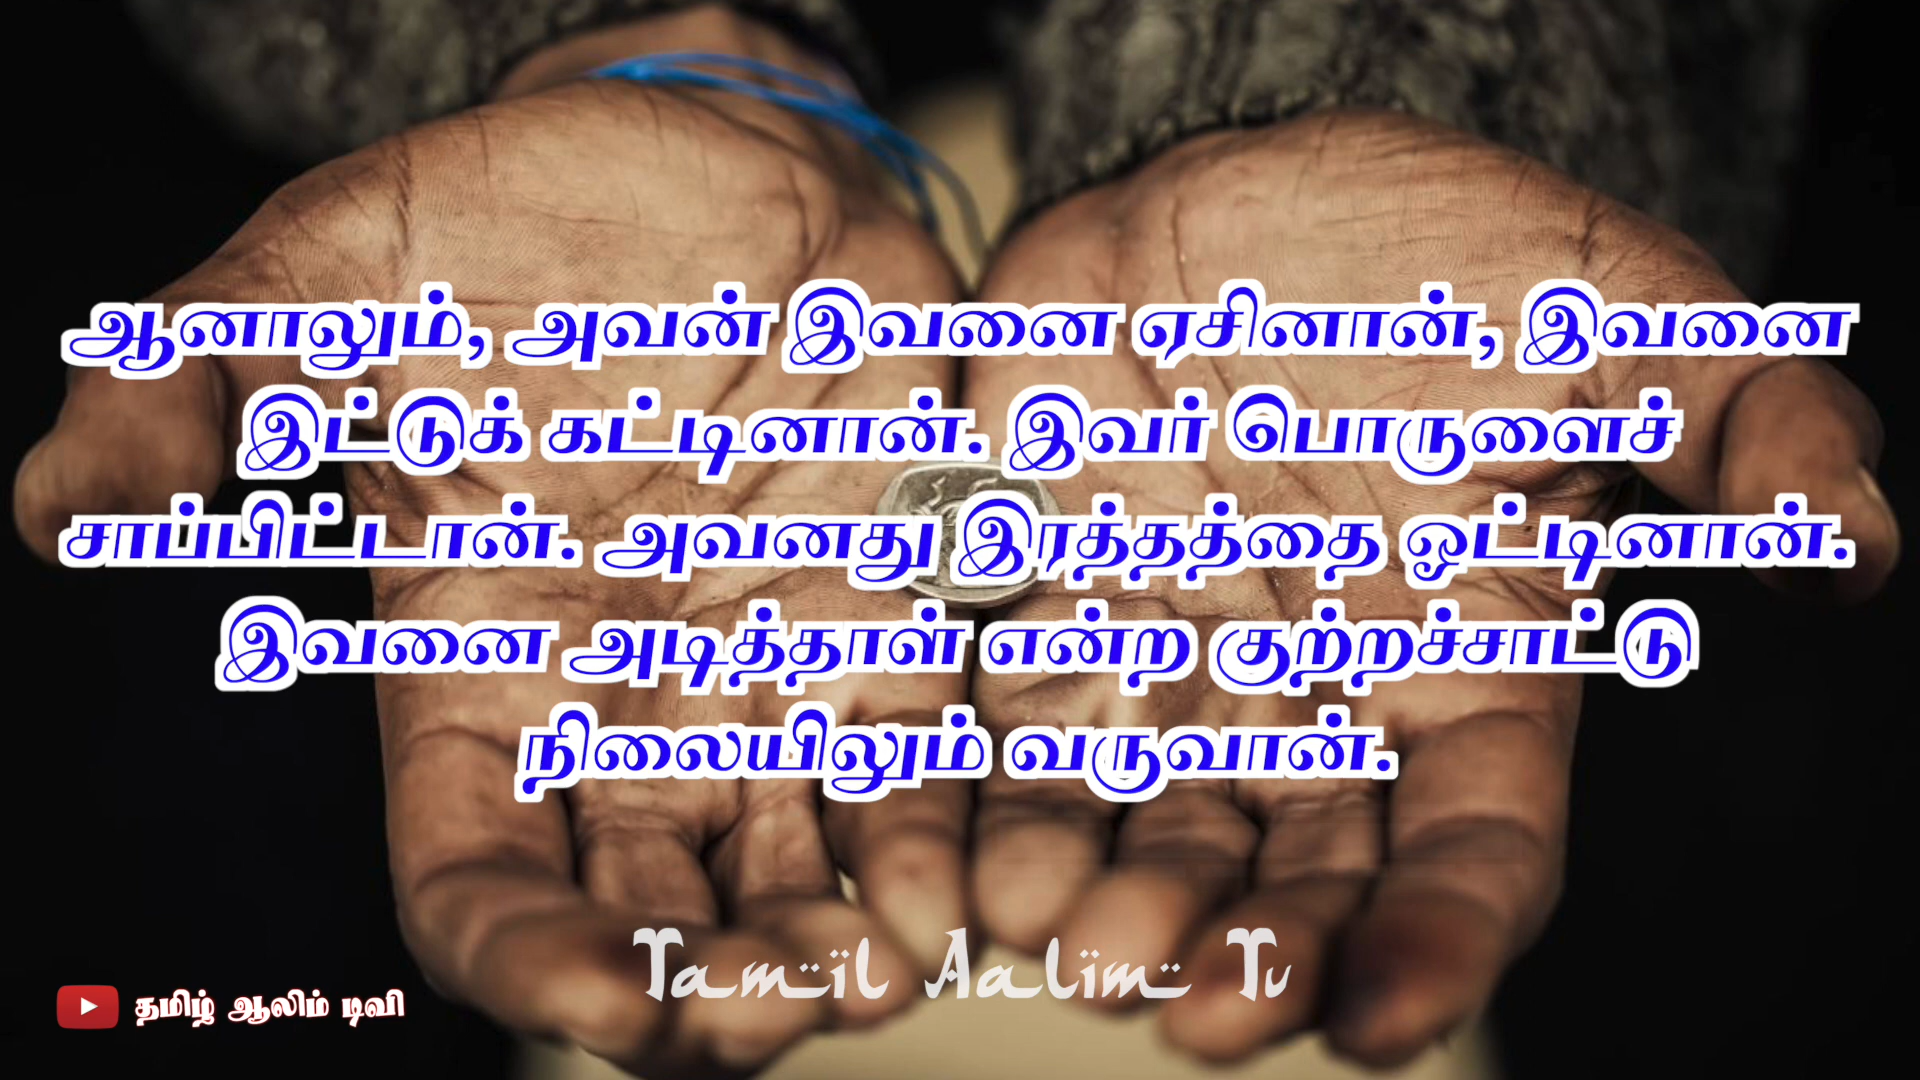 ஆனாலும், அவன் இவனை ஏசினான், இவனை
இட்டுக் கட்டினான். இவர் பொருளைச்
சாப்பிட்டான். அவனது இரத்தத்தை ஓட்டினான்.
இவனை அடித்தாள் என்ற குற்றச்சாட்டு
நிலையிலும் வருவான்.
Tamil Aalim Tv
தமிழ் ஆலிம் டிவி